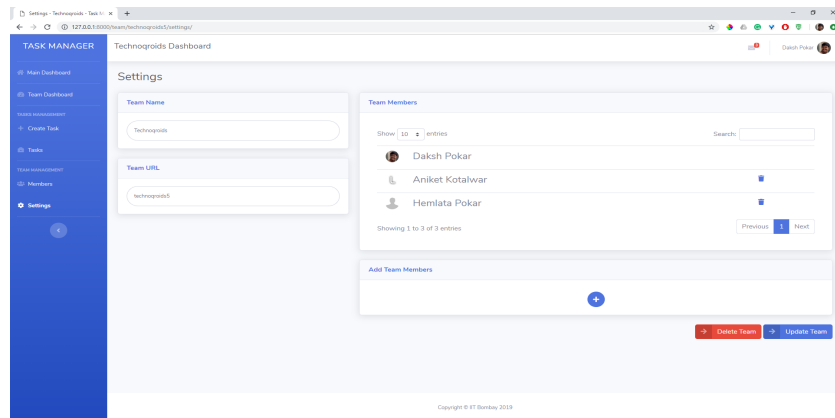 Settings - Technoqroids - Task M
127.0.0.1:8000/team/technoqroids5/settings/
TASK MANAGER
Technoqroids Dashboard
Daksh Pokar
Main Dashboard
Team Dashboard
TASKS MANAGEMENT
Create Task
Tasks
TEAM MANAGEMENT
Members
Settings
Settings
Team Name
Technoqroids
Team URL
technoqroids5
Team Members
Show 10 entries
Search:
Daksh Pokar
Aniket Kotalwar
Hemlata Pokar
Showing 1 to 3 of 3 entries
Previous 1 Next
Add Team Members
Delete Team
Update Team
Copyright © IIT Bombay 2019